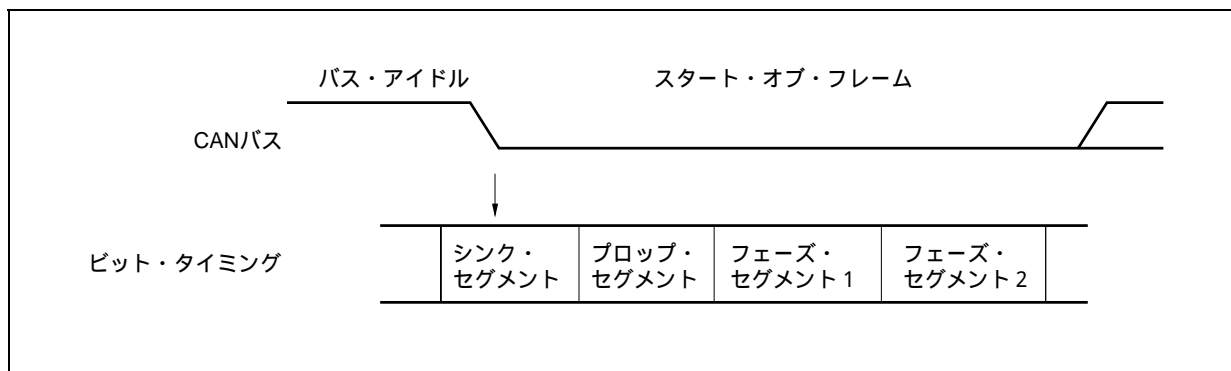 バス・アイドル
スタート・オブ・フレーム
CANバス
ビット・タイミング
シンク・
セグメント
プロップ・
セグメント
フェーズ・
セグメント1
フェーズ・
セグメント2